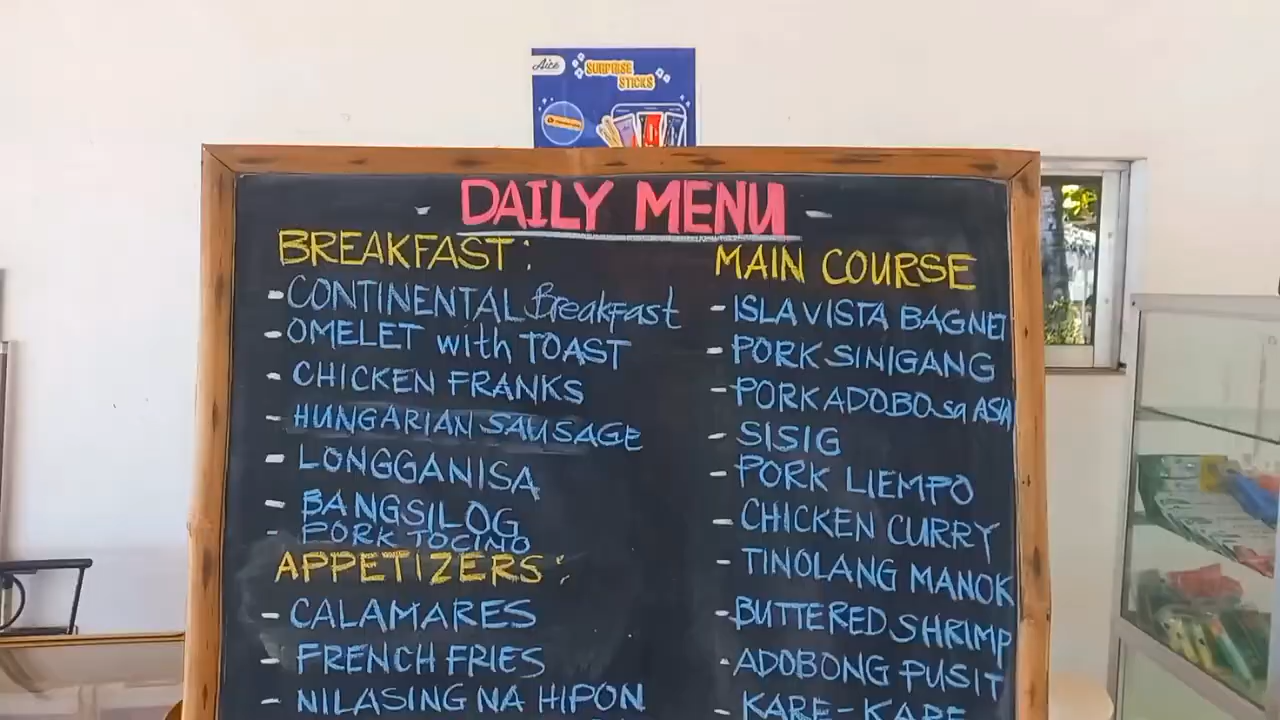 Aice
SURPRISE
STICKS
- DAILY MENU -
BREAKFAST:
- CONTINENTAL Breakfast
- OMELET with TOAST
- CHICKEN FRANKS
- HUNGARIAN SAUSAGE
- LONGGANISA
- BANGSILOG
- PORK TOCINO
APPETIZERS:
- CALAMARES
- FRENCH FRIES
- NILASING NA HIPON
MAIN COURSE
- ISLA VISTA BAGNET
- PORK SINIGANG
- PORK ADOBO sa ASIN
- SISIG
- PORK LIEMPO
- CHICKEN CURRY
- TINOLANG MANOK
- BUTTERED SHRIMP
- ADOBONG PUSIT
- KARE-KARE